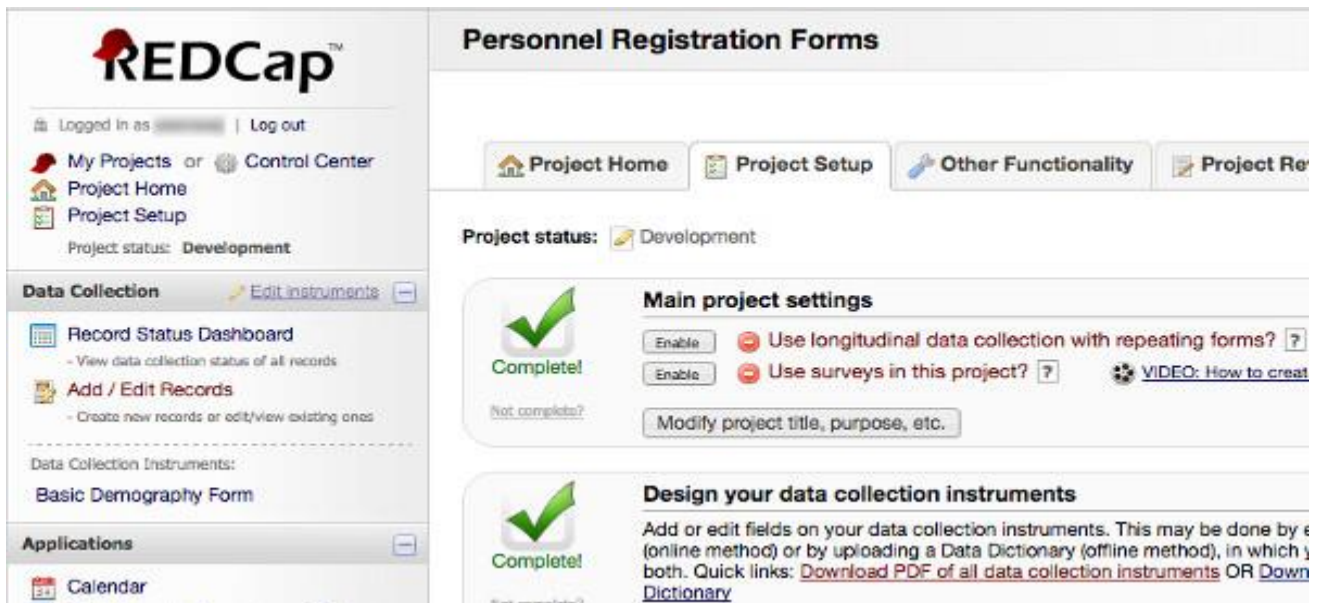 REDCap™
Logged in as | Log out
My Projects or Control Center
Project Home
Project Setup
Project status: Development
Data Collection Edit instruments
Record Status Dashboard
- View data collection status of all records
Add / Edit Records
- Create new records or edit/view existing ones
Data Collection Instruments:
Basic Demography Form
Applications
Calendar
Personnel Registration Forms
Project Home Project Setup Other Functionality Project Re
Project status: Development
Complete!
Not complete?
Main project settings
Enable Use longitudinal data collection with repeating forms? ?
Enable Use surveys in this project? ? VIDEO: How to creat
Modify project title, purpose, etc.
Complete!
Design your data collection instruments
Add or edit fields on your data collection instruments. This may be done by e
(online method) or by uploading a Data Dictionary (offline method), in which y
both. Quick links: Download PDF of all data collection instruments OR Down
Dictionary